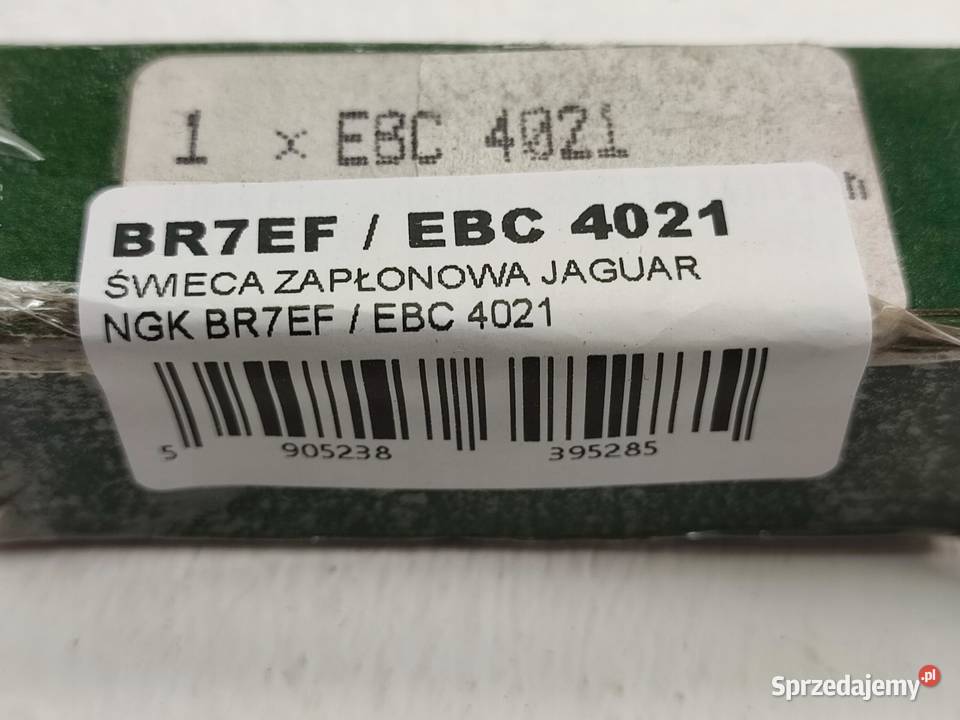 1 x EBC 4021
BR7EF / EBC 4021
ŚWIECA ZAPŁONOWA JAGUAR
NGK BR7EF / EBC 4021
5 905238 395285
Sprzedajemy.pl